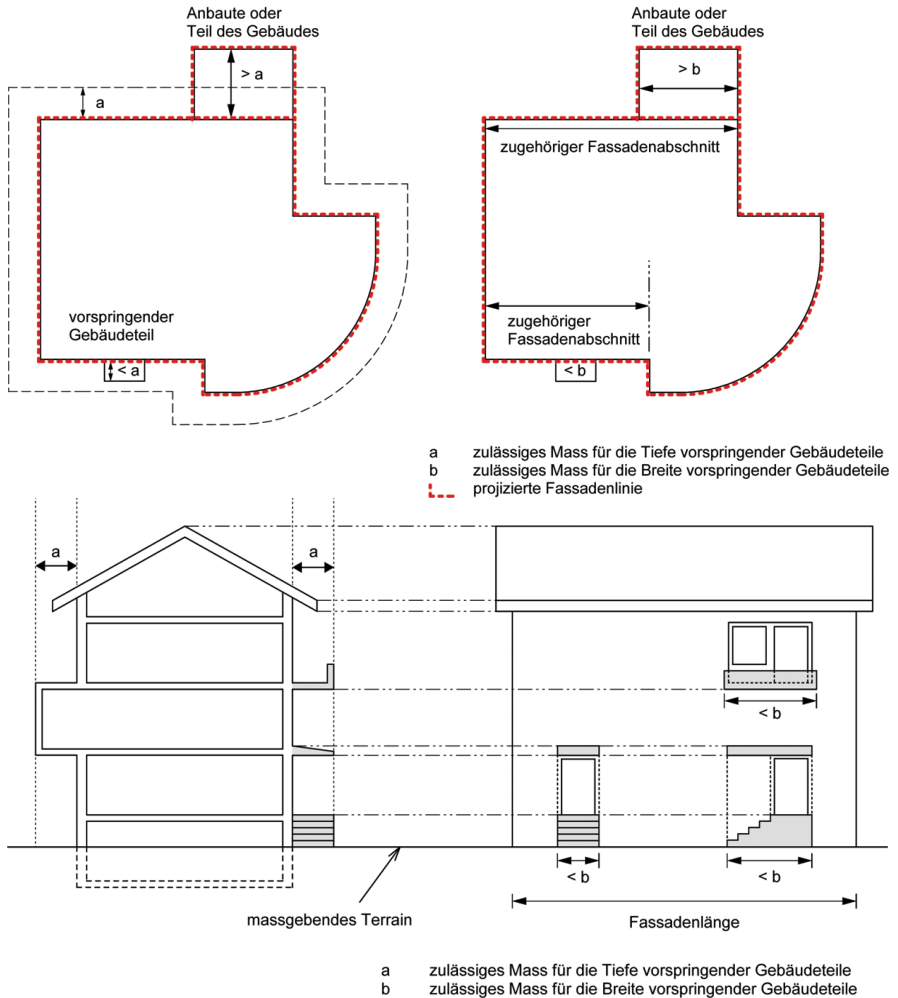 Anbaute oder
Teil des Gebäudes
> a
a
vorspringender
Gebäudeteil
< a
Anbaute oder
Teil des Gebäudes
> b
zugehöriger Fassadenabschnitt
zugehöriger
Fassadenabschnitt
< b
a zulässiges Mass für die Tiefe vorspringender Gebäudeteile
b zulässiges Mass für die Breite vorspringender Gebäudeteile
projizierte Fassadenlinie
a
a
< b
< b
< b
massgebendes Terrain
Fassadenlänge
a zulässiges Mass für die Tiefe vorspringender Gebäudeteile
b zulässiges Mass für die Breite vorspringender Gebäudeteile